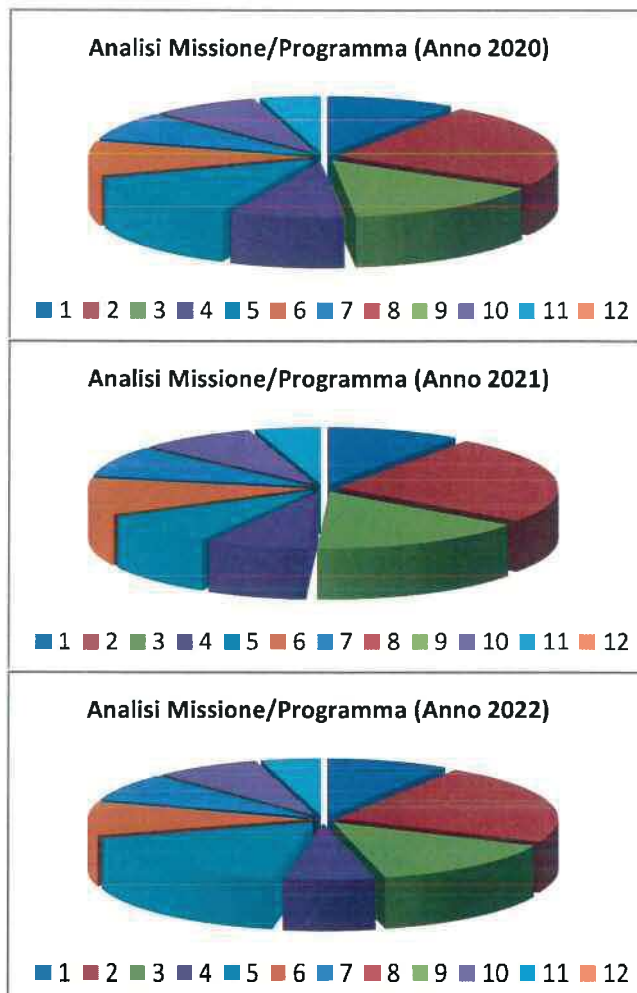 Analisi Missione/Programma (Anno 2020)
1 2 3 4 5 6 7 8 9 10 11 12
Analisi Missione/Programma (Anno 2021)
1 2 3 4 5 6 7 8 9 10 11 12
Analisi Missione/Programma (Anno 2022)
1 2 3 4 5 6 7 8 9 10 11 12